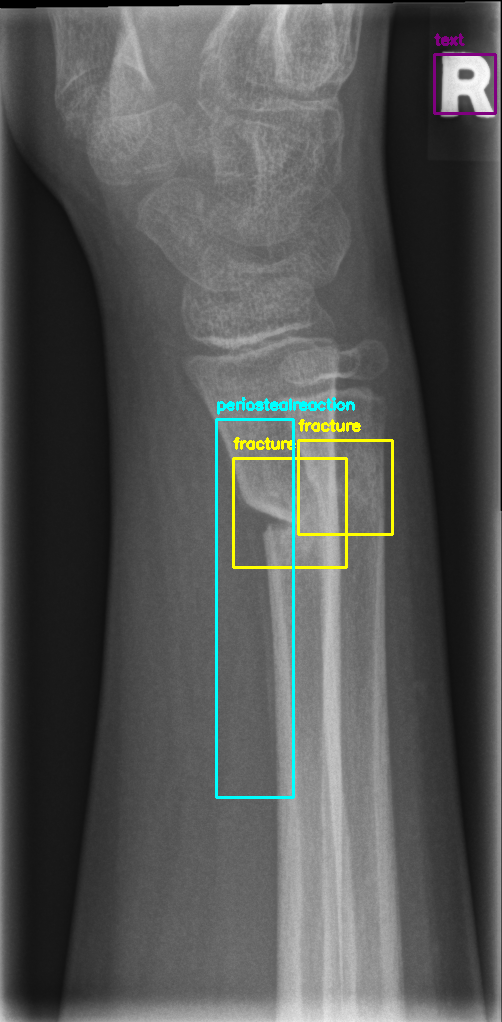 text
R
periostealreaction
fracture
fracture